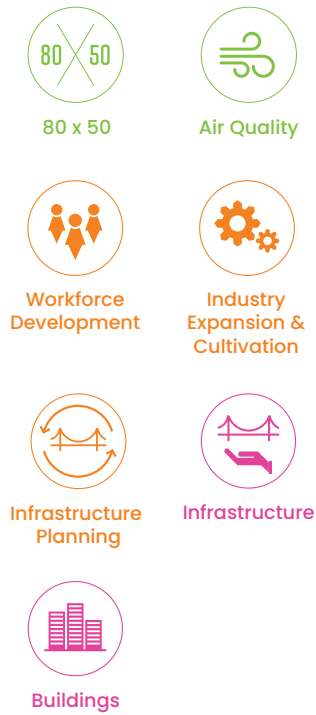 80 50
80 x 50
Air Quality
Workforce
Development
Industry
Expansion &
Cultivation
Infrastructure
Planning
Infrastructure
Buildings